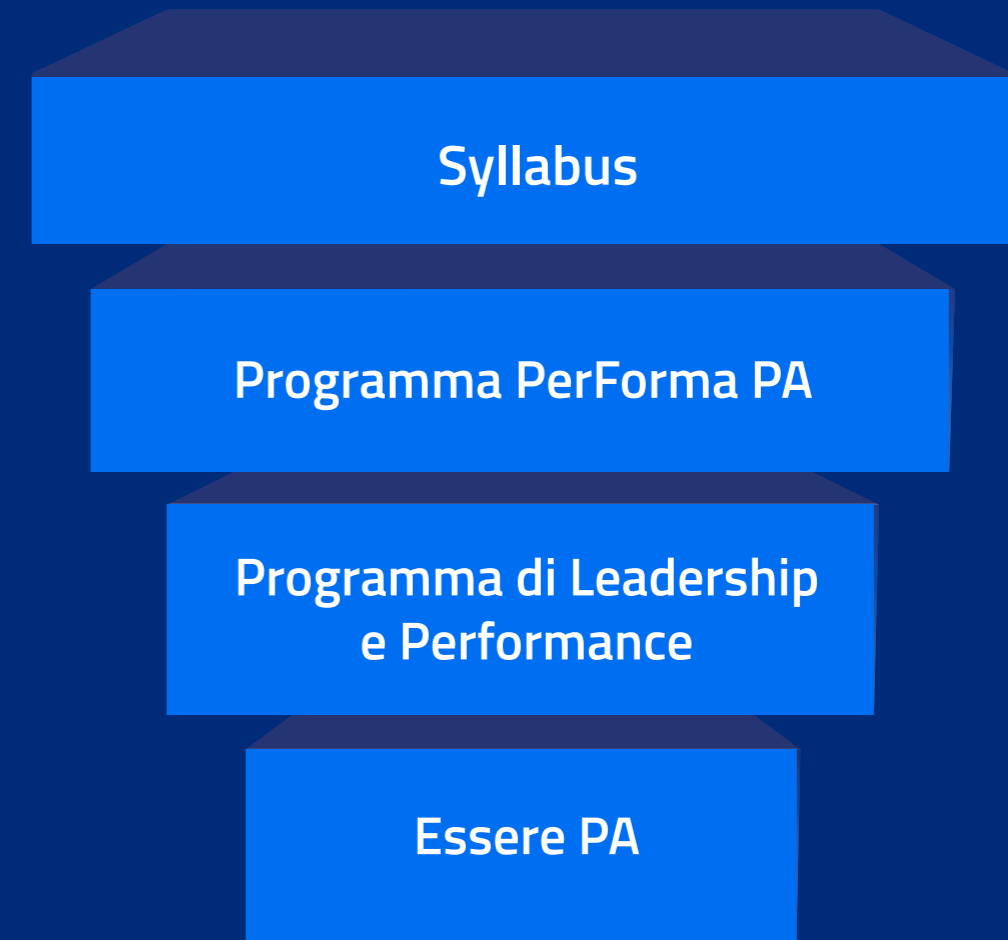 Syllabus
Programma PerForma PA
Programma di Leadership
e Performance
Essere PA